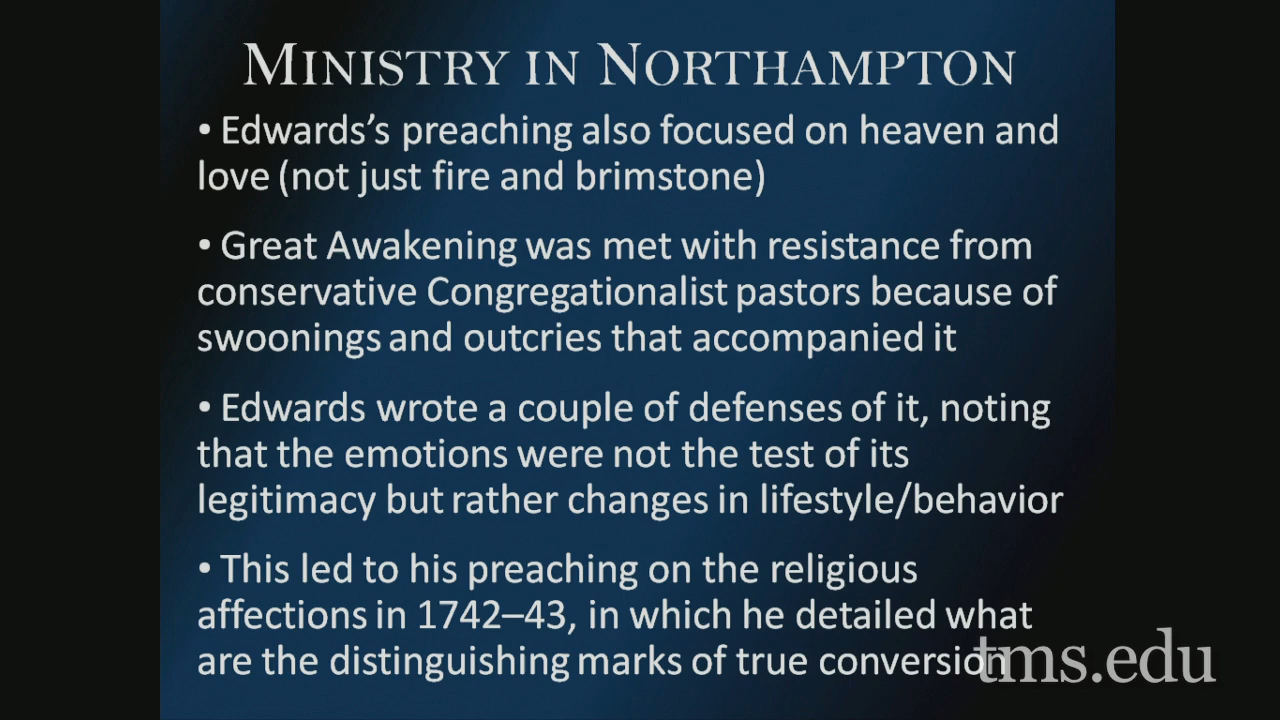 MINISTRY IN NORTHAMPTON
• Edwards's preaching also focused on heaven and
love (not just fire and brimstone)
• Great Awakening was met with resistance from
conservative Congregationalist pastors because of
swoonings and outcries that accompanied it
• Edwards wrote a couple of defenses of it, noting
that the emotions were not the test of its
legitimacy but rather changes in lifestyle/behavior
• This led to his preaching on the religious
affections in 1742–43, in which he detailed what
are the distinguishing marks of true conversion
tms.edu